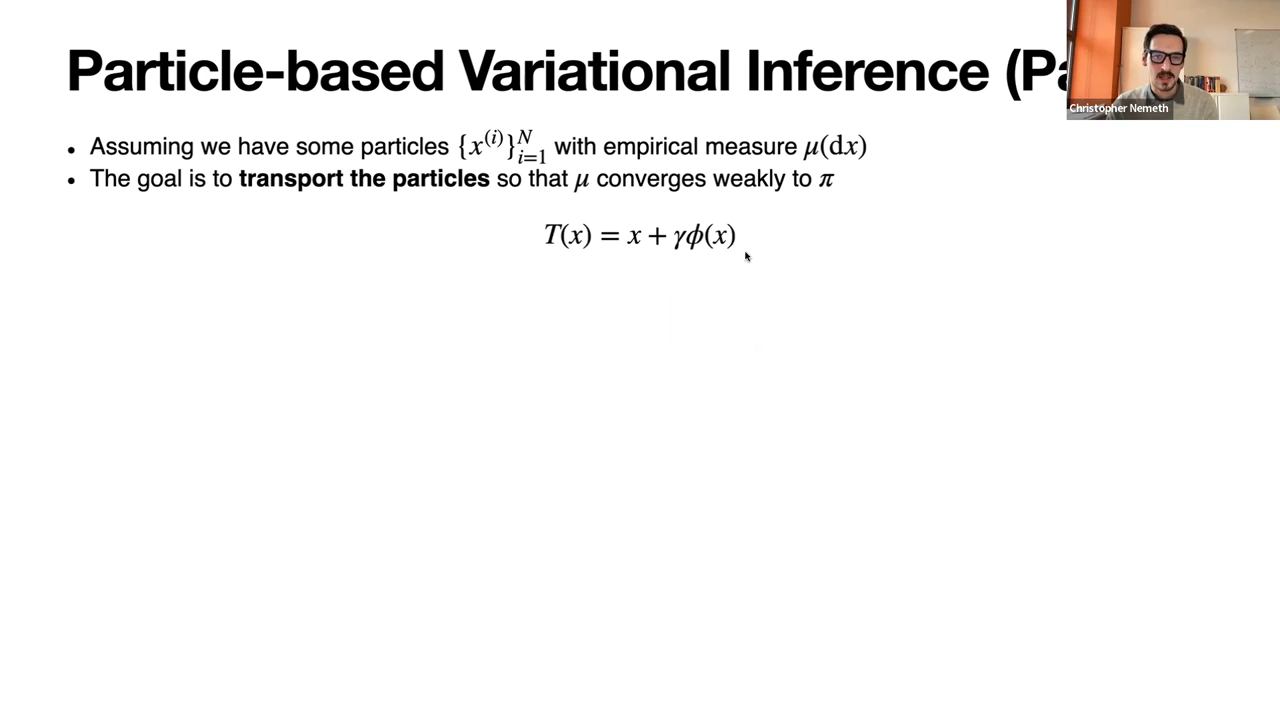 Particle-based Variational Inference (Pa
Christopher Nemeth
• Assuming we have some particles {x^{(i)}}_{i=1}^{N} with empirical measure μ(dx)
• The goal is to transport the particles so that μ converges weakly to π
T(x) = x + γϕ(x)